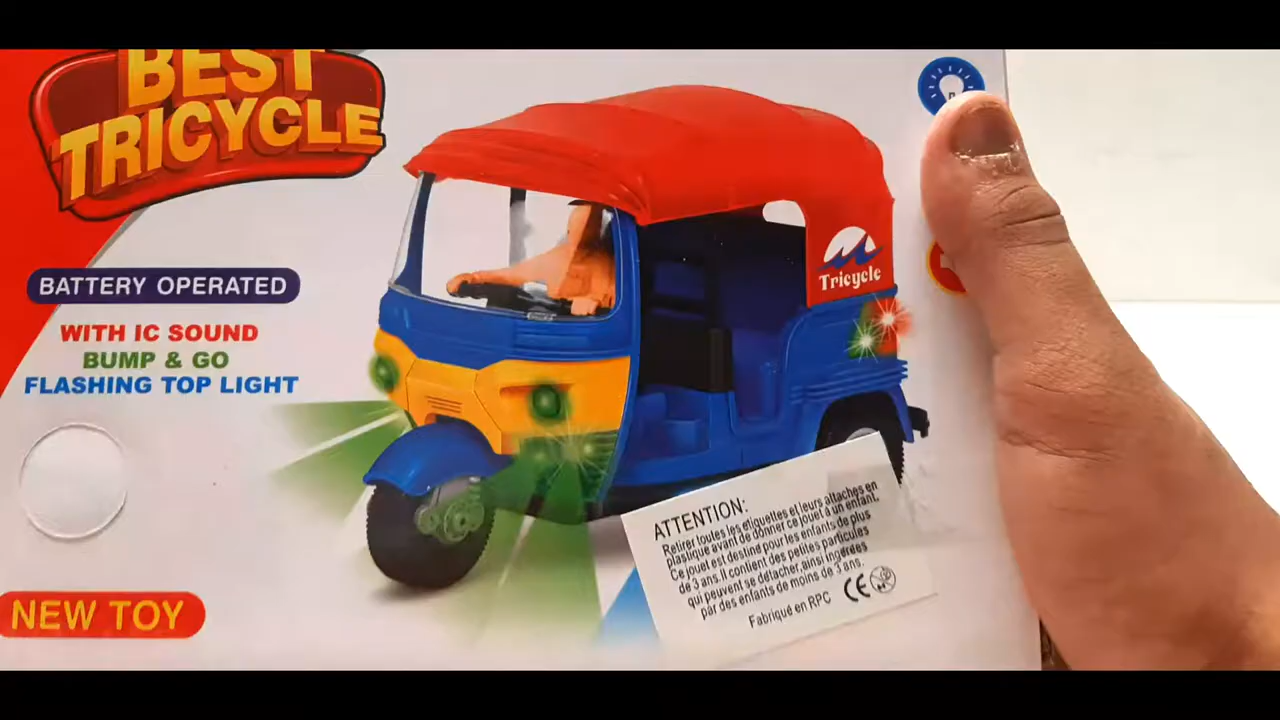 BEST
TRICYCLE
BATTERY OPERATED
WITH IC SOUND
BUMP & GO
FLASHING TOP LIGHT
NEW TOY
Tricycle
ATTENTION:
Retirer toutes les etiquettes et leurs attaches en
plastique avant de donner ce jouet à un enfant.
Ce jouet est destine pour les enfants de plus
de 3 ans.Il contient des petites particules
qui peuvent se détacher,ainsi ingérées
par des enfants de moins de 3 ans.
Fabriqué en RPC
CE